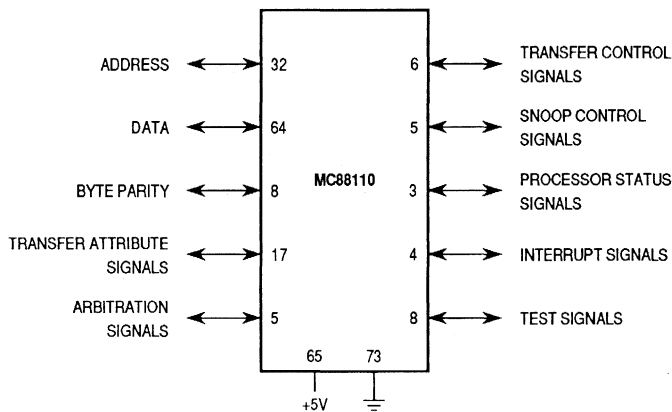 ADDRESS
32
DATA
64
BYTE PARITY
8
TRANSFER ATTRIBUTE
SIGNALS
17
ARBITRATION
SIGNALS
5
MC88110
6
TRANSFER CONTROL
SIGNALS
5
SNOOP CONTROL
SIGNALS
3
PROCESSOR STATUS
SIGNALS
4
INTERRUPT SIGNALS
8
TEST SIGNALS
65
73
+5V